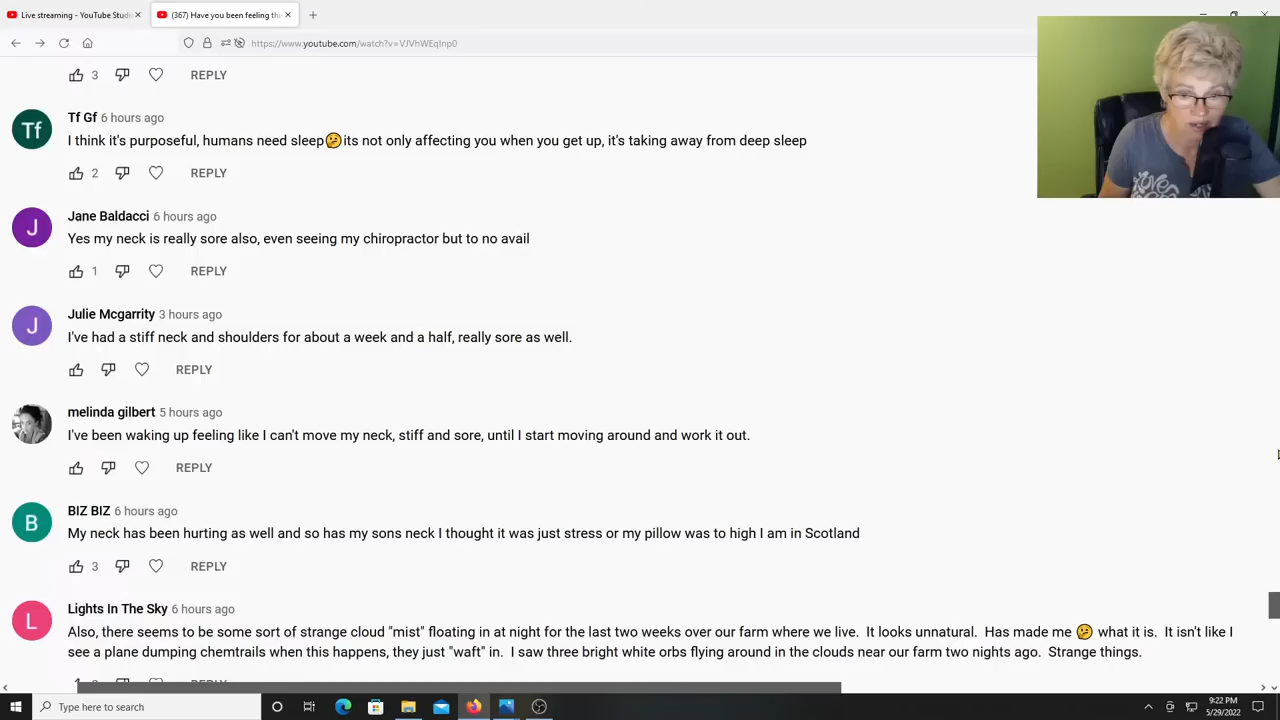 Live streaming - YouTube Studi
(367) Have you been feeling the
https://www.youtube.com/watch?v=VJVhWEqInp0
3 REPLY
Tf
Tf Gf 6 hours ago
I think it's purposeful, humans need sleep🫤its not only affecting you when you get up, it's taking away from deep sleep
2 REPLY
J
Jane Baldacci 6 hours ago
Yes my neck is really sore also, even seeing my chiropractor but to no avail
1 REPLY
J
Julie Mcgarrity 3 hours ago
I've had a stiff neck and shoulders for about a week and a half, really sore as well.
REPLY
melinda gilbert 5 hours ago
I've been waking up feeling like I can't move my neck, stiff and sore, until I start moving around and work it out.
REPLY
B
BIZ BIZ 6 hours ago
My neck has been hurting as well and so has my sons neck I thought it was just stress or my pillow was to high I am in Scotland
3 REPLY
L
Lights In The Sky 6 hours ago
Also, there seems to be some sort of strange cloud "mist" floating in at night for the last two weeks over our farm where we live. It looks unnatural. Has made me 🤔 what it is. It isn't like I
see a plane dumping chemtrails when this happens, they just "waft" in. I saw three bright white orbs flying around in the clouds near our farm two nights ago. Strange things.
REPLY
Type here to search
9:22 PM
5/29/2022